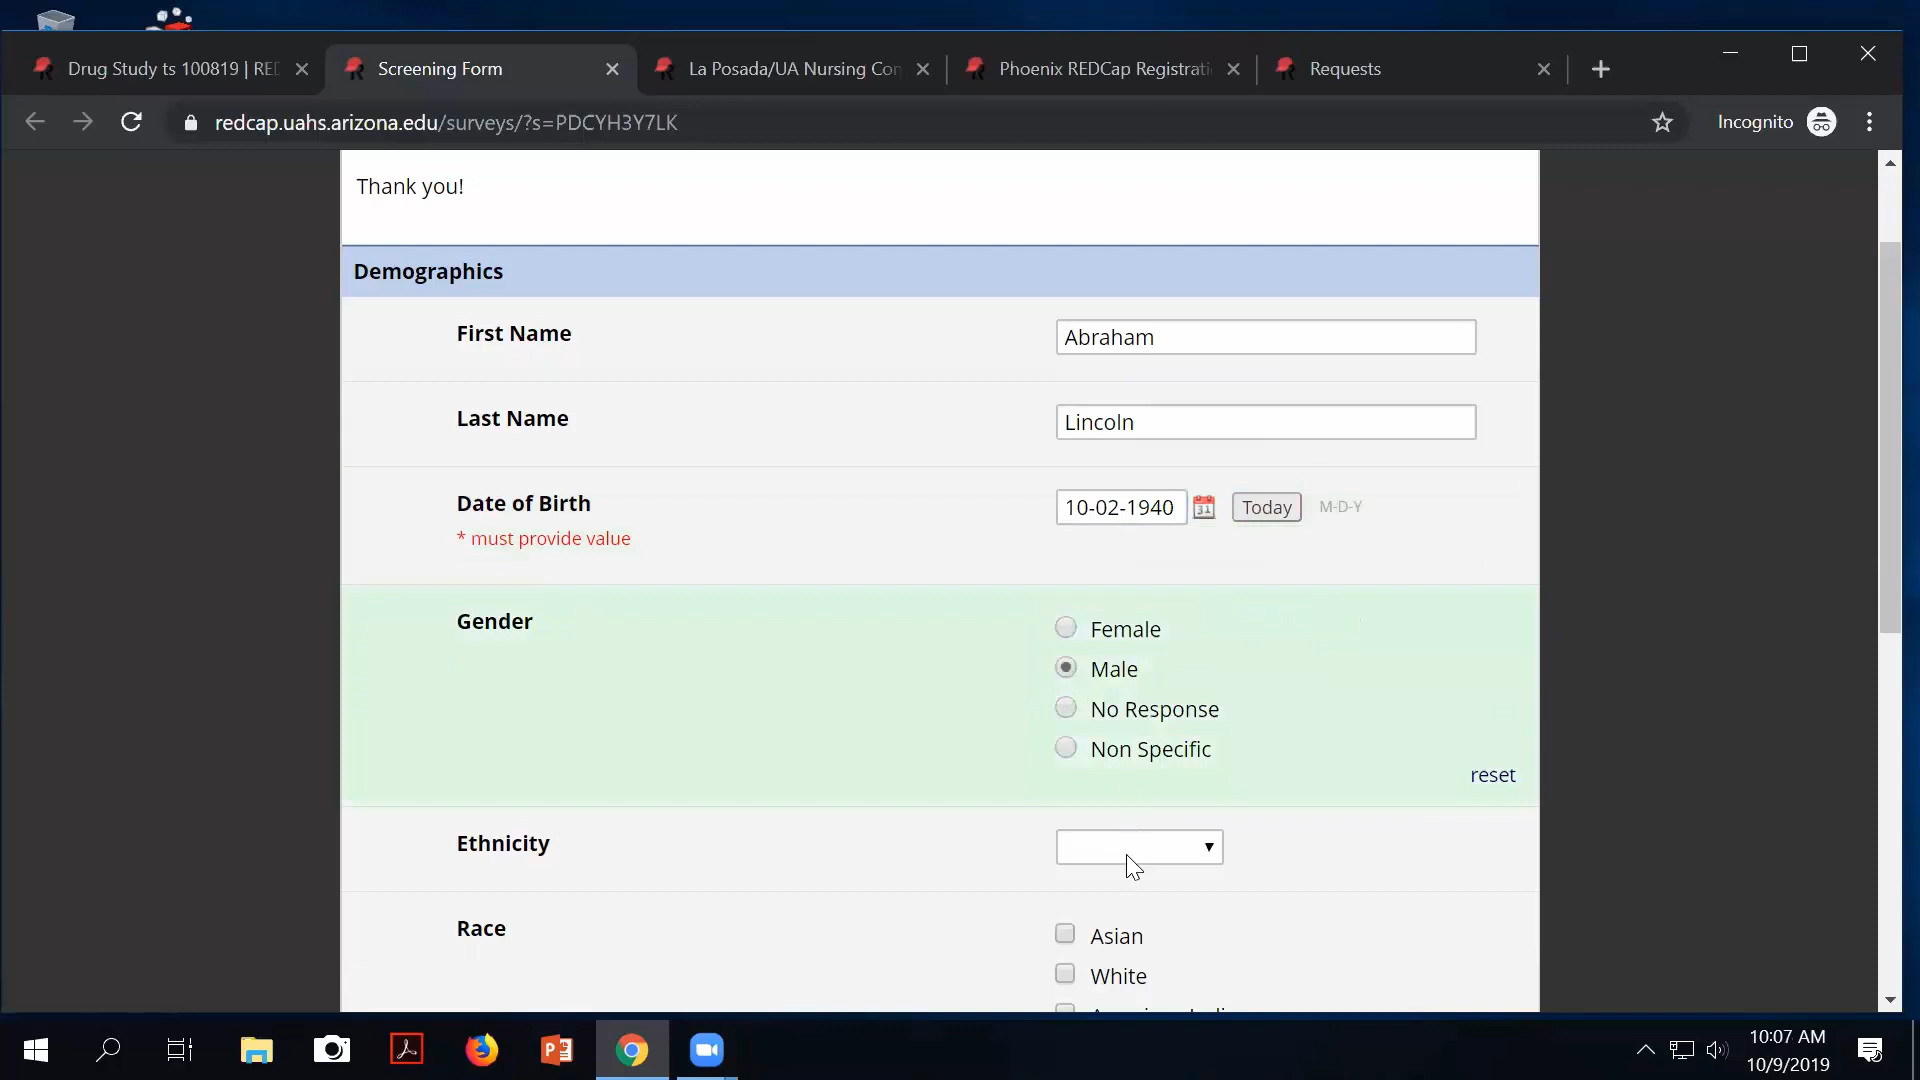 Drug Study ts 100819 | RE
Screening Form
La Posada/UA Nursing Co
Phoenix REDCap Registrati
Requests
redcap.uahs.arizona.edu/surveys/?s=PDCYH3Y7LK
Incognito
Thank you!
Demographics
First Name
Abraham
Last Name
Lincoln
Date of Birth
10-02-1940
31
Today
M-D-Y
* must provide value
Gender
Female
Male
No Response
Non Specific
reset
Ethnicity
Race
Asian
White
10:07 AM
10/9/2019